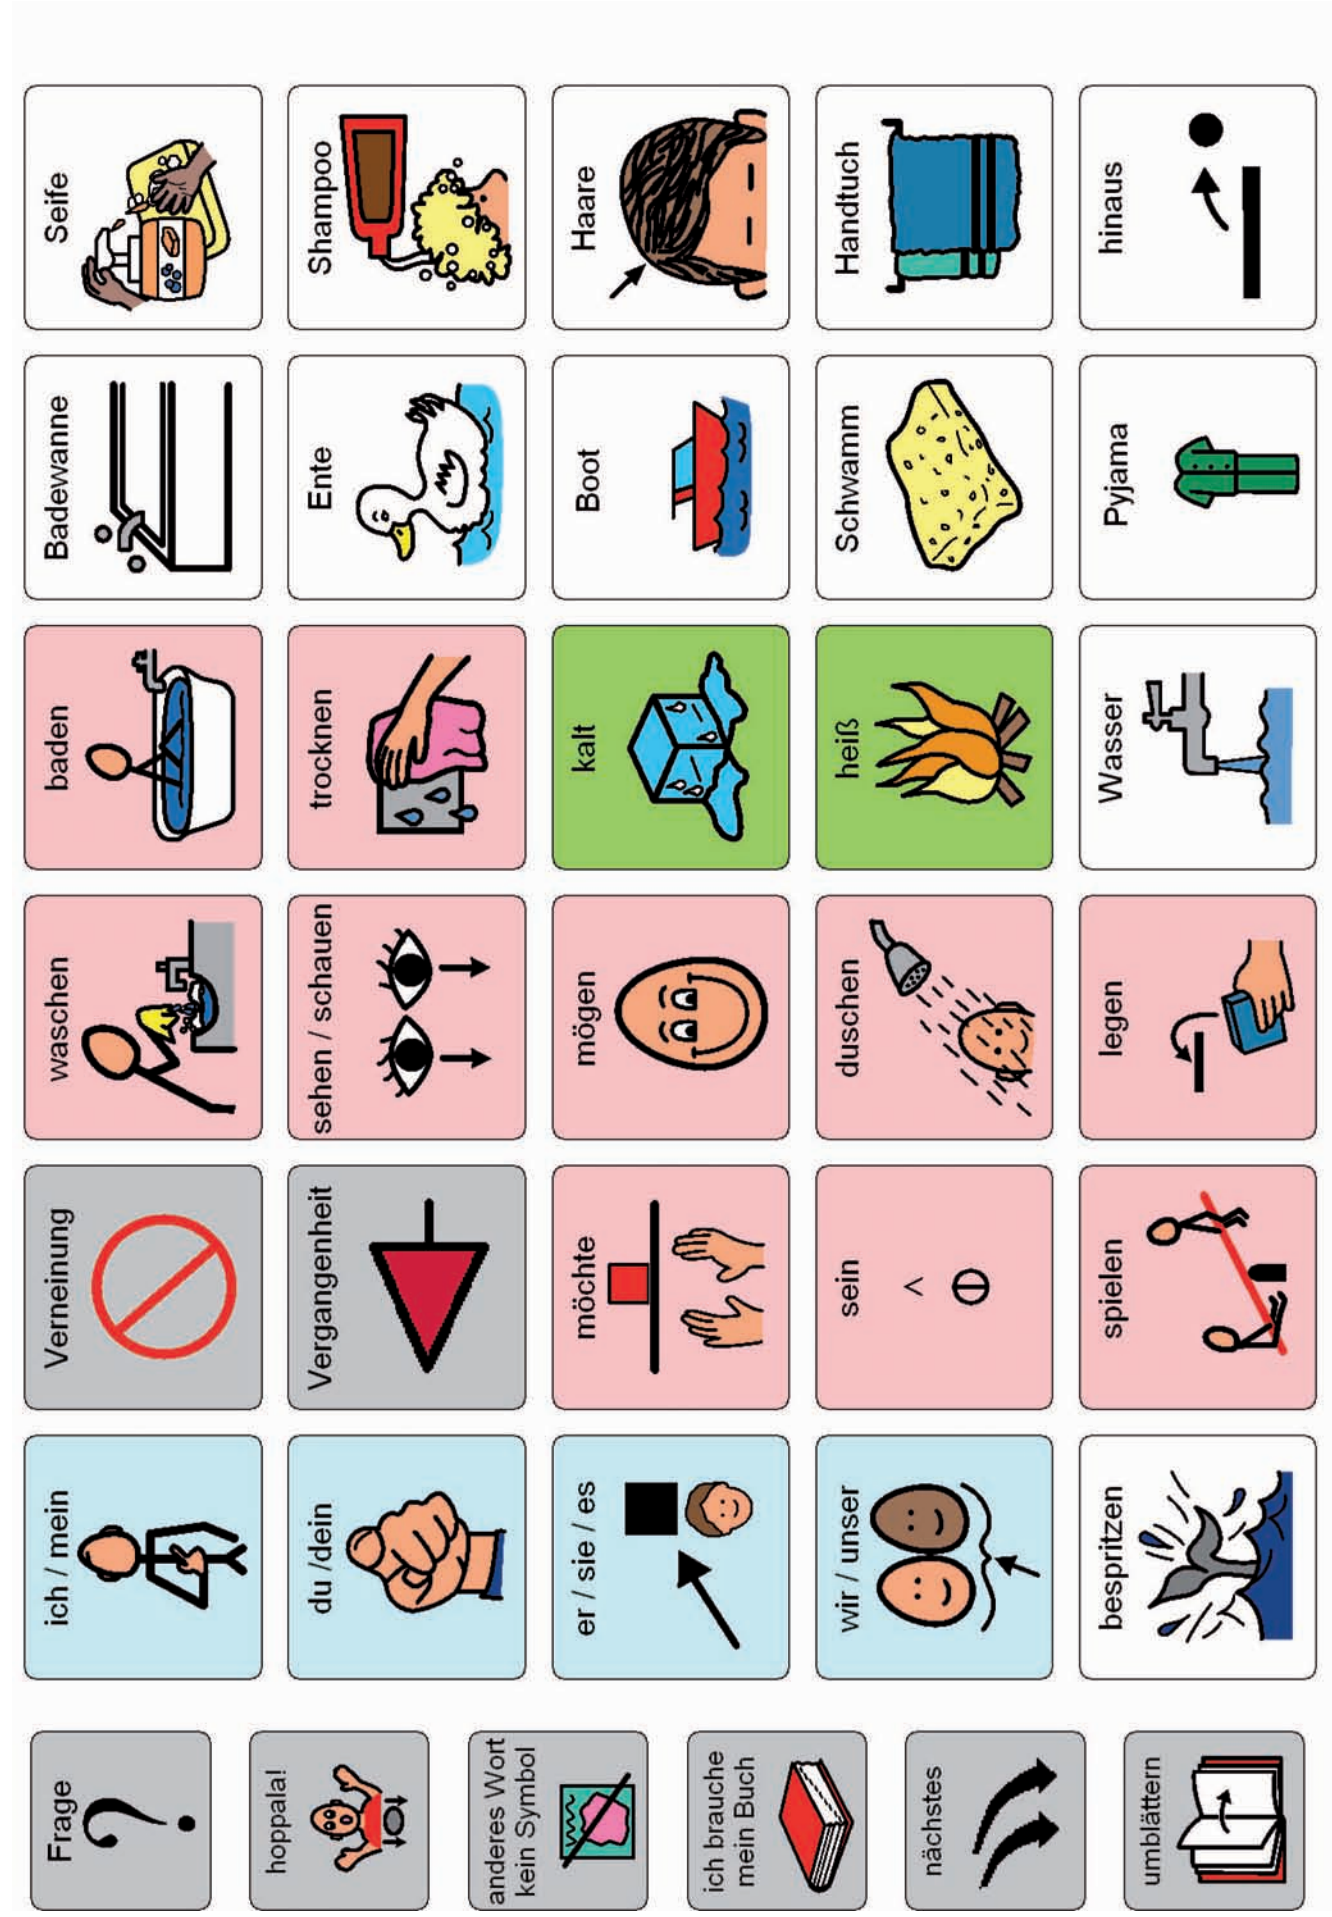 Frage
hoppala!
anderes Wort
kein Symbol
ich brauche
mein Buch
nächstes
umblättern
ich / mein
Verneinung
waschen
baden
Badewanne
Seife
du /dein
Vergangenheit
sehen / schauen
trocknen
Ente
Shampoo
er / sie / es
möchte
mögen
kalt
Boot
Haare
wir / unser
sein
duschen
heiß
Schwamm
Handtuch
bespritzen
spielen
legen
Wasser
Pyjama
hinaus